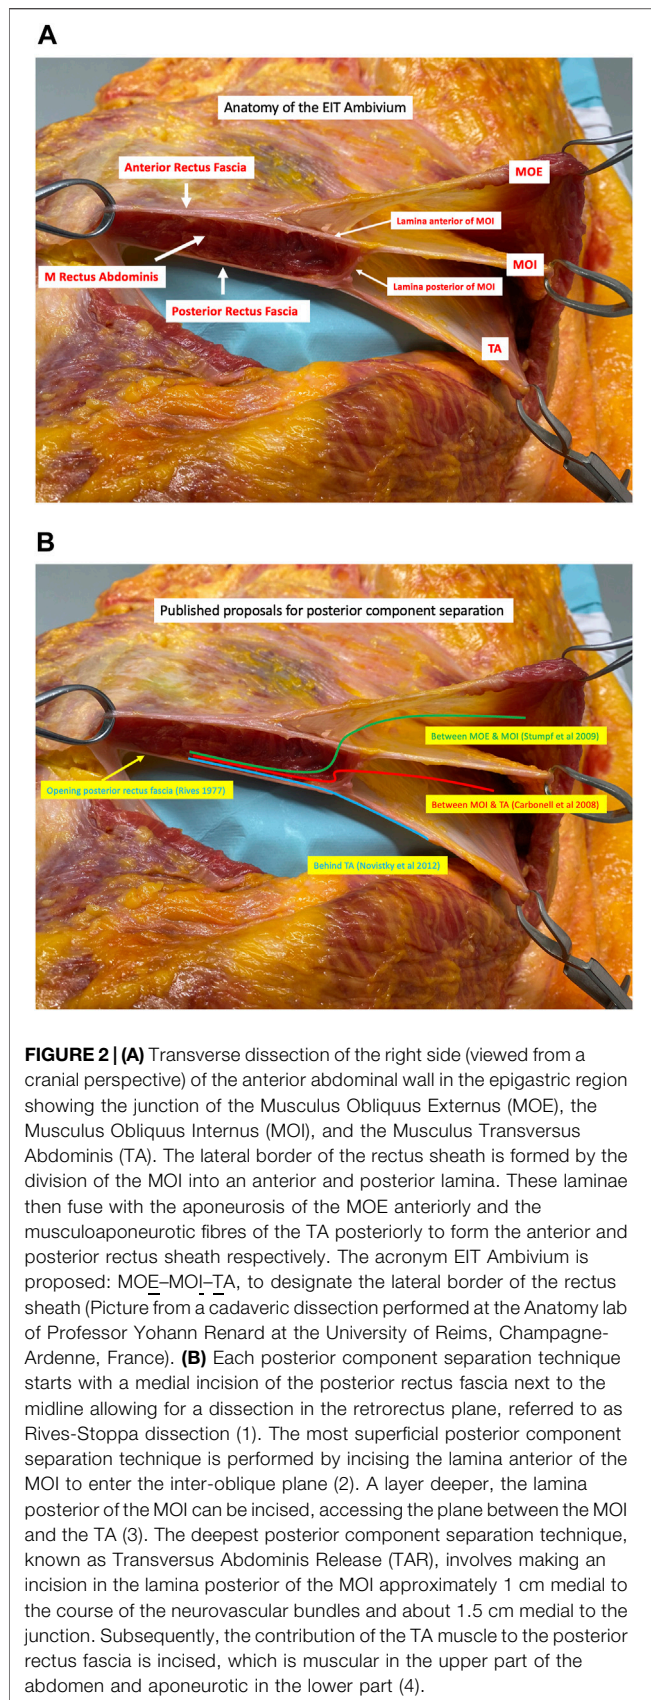 A
Anatomy of the EIT Ambivium
MOE
Anterior Rectus Fascia
Lamina anterior of MOI
MOI
M Rectus Abdominis
Lamina posterior of MOI
Posterior Rectus Fascia
TA
B
Published proposals for posterior component separation
Between MOE & MOI (Stumpf et al 2009)
Opening posterior rectus fascia (Rives 1977)
Between MOI & TA (Carbonell et al 2008)
Behind TA (Novistky et al 2012)
FIGURE 2 | (A) Transverse dissection of the right side (viewed from a
cranial perspective) of the anterior abdominal wall in the epigastric region
showing the junction of the Musculus Obliquus Externus (MOE), the
Musculus Obliquus Internus (MOI), and the Musculus Transversus
Abdominis (TA). The lateral border of the rectus sheath is formed by the
division of the MOI into an anterior and posterior lamina. These laminae
then fuse with the aponeurosis of the MOE anteriorly and the
musculoaponeurotic fibres of the TA posteriorly to form the anterior and
posterior rectus sheath respectively. The acronym EIT Ambivium is
proposed: MOE–MOI–TA, to designate the lateral border of the rectus
sheath (Picture from a cadaveric dissection performed at the Anatomy lab
of Professor Yohann Renard at the University of Reims, Champagne-
Ardenne, France). (B) Each posterior component separation technique
starts with a medial incision of the posterior rectus fascia next to the
midline allowing for a dissection in the retrorectus plane, referred to as
Rives-Stoppa dissection (1). The most superficial posterior component
separation technique is performed by incising the lamina anterior of the
MOI to enter the inter-oblique plane (2). A layer deeper, the lamina
posterior of the MOI can be incised, accessing the plane between the MOI
and the TA (3). The deepest posterior component separation technique,
known as Transversus Abdominis Release (TAR), involves making an
incision in the lamina posterior of the MOI approximately 1 cm medial to
the course of the neurovascular bundles and about 1.5 cm medial to the
junction. Subsequently, the contribution of the TA muscle to the posterior
rectus fascia is incised, which is muscular in the upper part of the
abdomen and aponeurotic in the lower part (4).